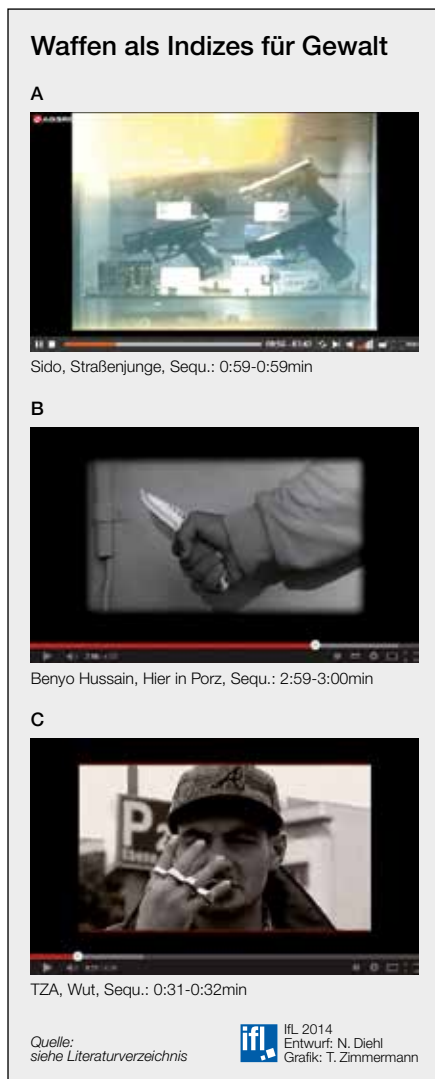 Waffen als Indizes für Gewalt
A
Sido, Straßenjunge, Sequ.: 0:59-0:59min
B
Benyo Hussain, Hier in Porz, Sequ.: 2:59-3:00min
C
P
TZA, Wut, Sequ.: 0:31-0:32min
Quelle:
siehe Literaturverzeichnis
ifl
IfL 2014
Entwurf: N. Diehl
Grafik: T. Zimmermann